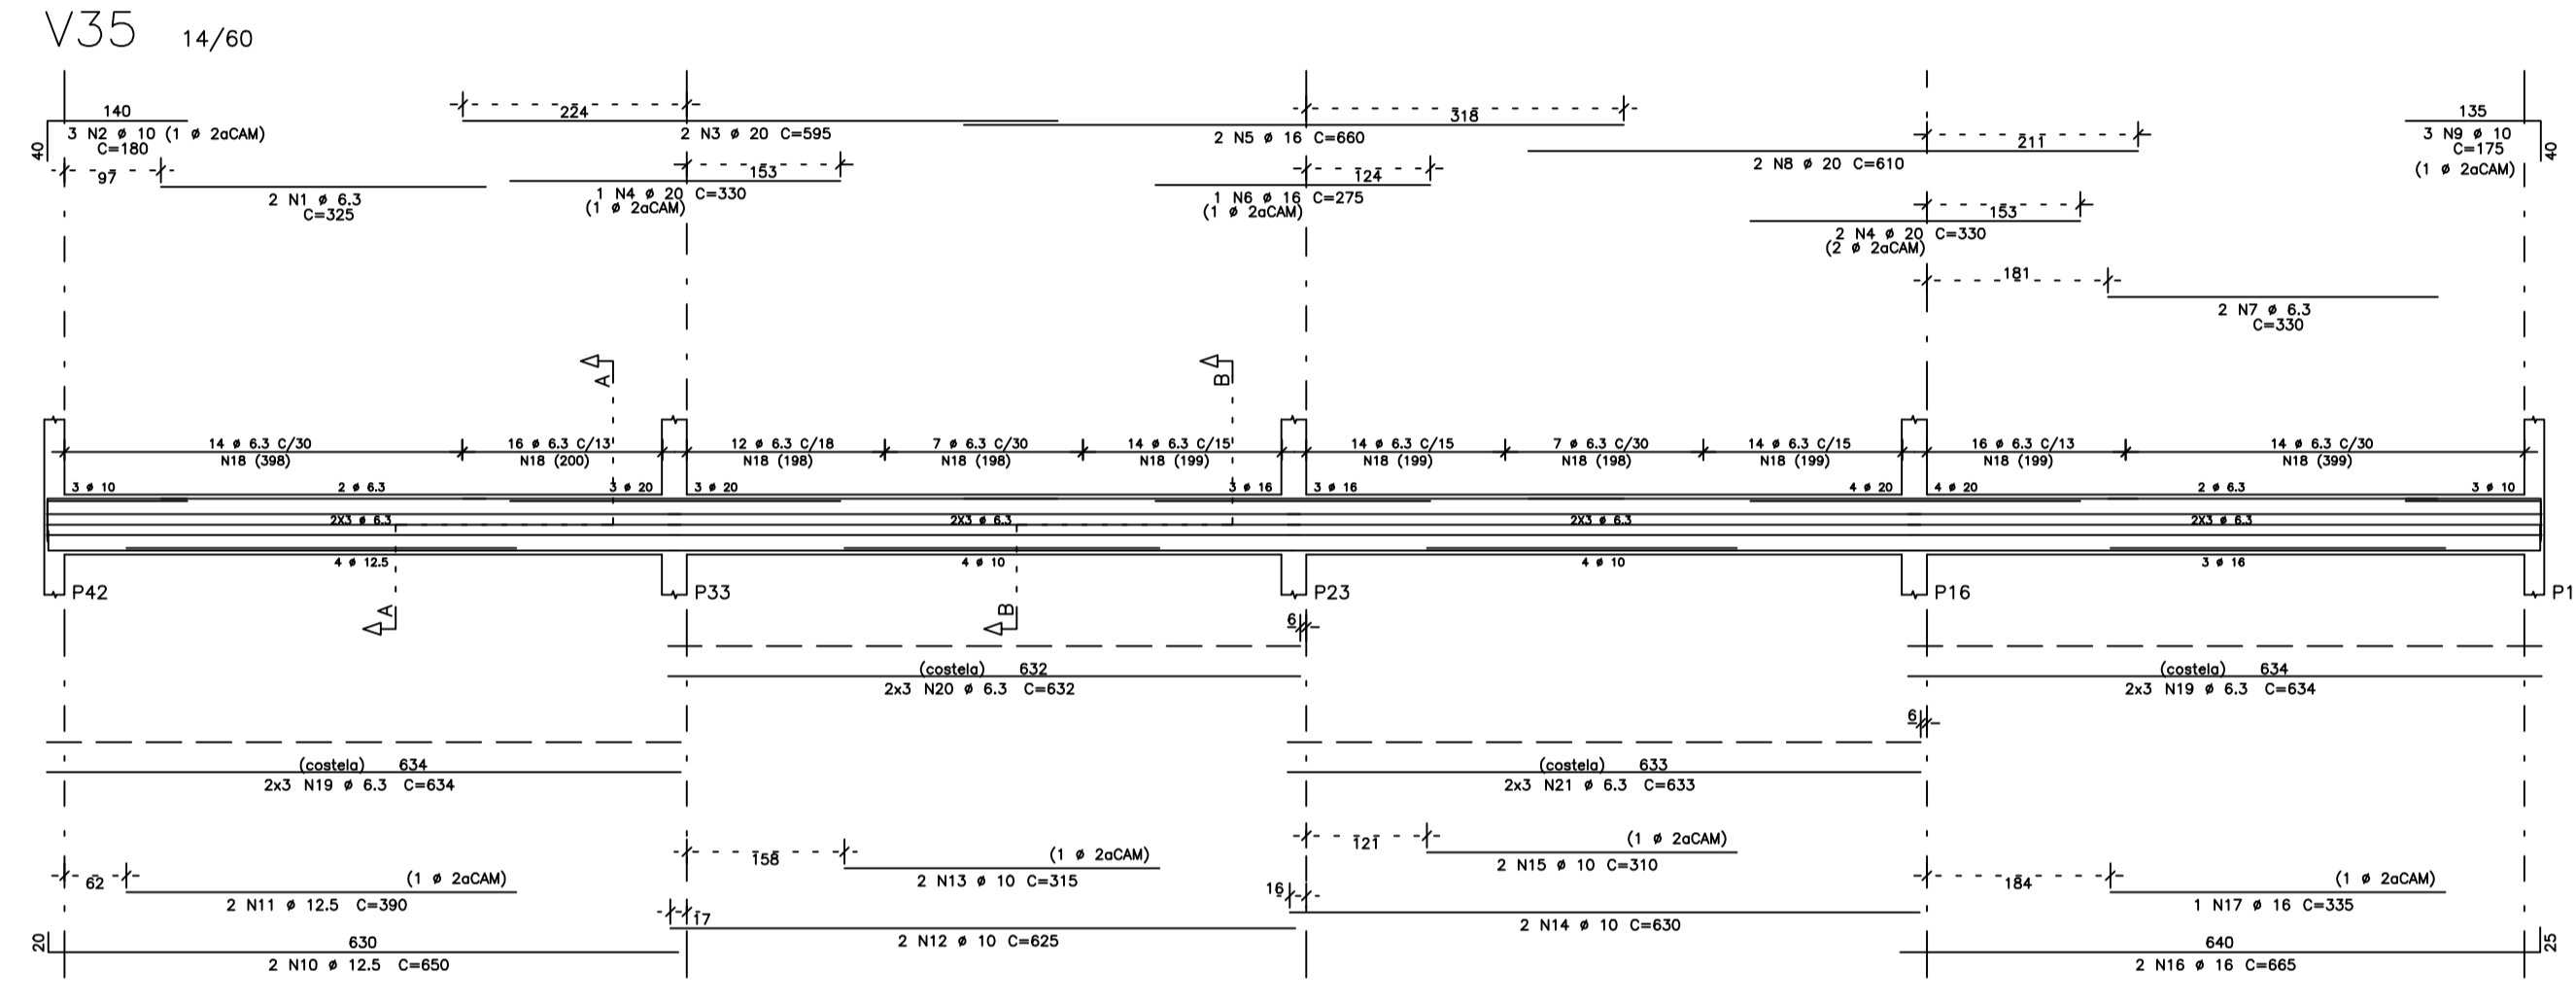 V35 14/60
140
3 N2 ø 10 (1 ø 2aCAM)
C=180
40
97
2 N1 ø 6.3
C=325
224
2 N3 ø 20 C=595
153
1 N4 ø 20 C=330
(1 ø 2aCAM)
318
2 N5 ø 16 C=660
124
1 N6 ø 16 C=275
(1 ø 2aCAM)
211
2 N8 ø 20 C=610
153
2 N4 ø 20 C=330
(2 ø 2aCAM)
181
2 N7 ø 6.3
C=330
135
3 N9 ø 10
C=175
(1 ø 2aCAM)
40
A
B
14 ø 6.3 C/30
N18 (398)
16 ø 6.3 C/13
N18 (200)
12 ø 6.3 C/18
N18 (198)
7 ø 6.3 C/30
N18 (198)
14 ø 6.3 C/15
N18 (199)
14 ø 6.3 C/15
N18 (199)
7 ø 6.3 C/30
N18 (198)
14 ø 6.3 C/15
N18 (199)
16 ø 6.3 C/13
N18 (199)
14 ø 6.3 C/30
N18 (399)
3 ø 10
2 ø 6.3
3 ø 20
3 ø 20
3 ø 16
3 ø 16
4 ø 20
4 ø 20
2 ø 6.3
3 ø 10
2X3 ø 6.3
2X3 ø 6.3
2X3 ø 6.3
2X3 ø 6.3
4 ø 12.5
4 ø 10
4 ø 10
3 ø 16
P42
P33
P23
P16
P1
A
B
6
(costela) 632
2x3 N20 ø 6.3 C=632
(costela) 634
2x3 N19 ø 6.3 C=634
6
(costela) 634
2x3 N19 ø 6.3 C=634
(costela) 633
2x3 N21 ø 6.3 C=633
62
(1 ø 2aCAM)
2 N11 ø 12.5 C=390
158
(1 ø 2aCAM)
2 N13 ø 10 C=315
121
(1 ø 2aCAM)
2 N15 ø 10 C=310
184
(1 ø 2aCAM)
1 N17 ø 16 C=335
20
630
2 N10 ø 12.5 C=650
17
2 N12 ø 10 C=625
16
2 N14 ø 10 C=630
640
2 N16 ø 16 C=665
25